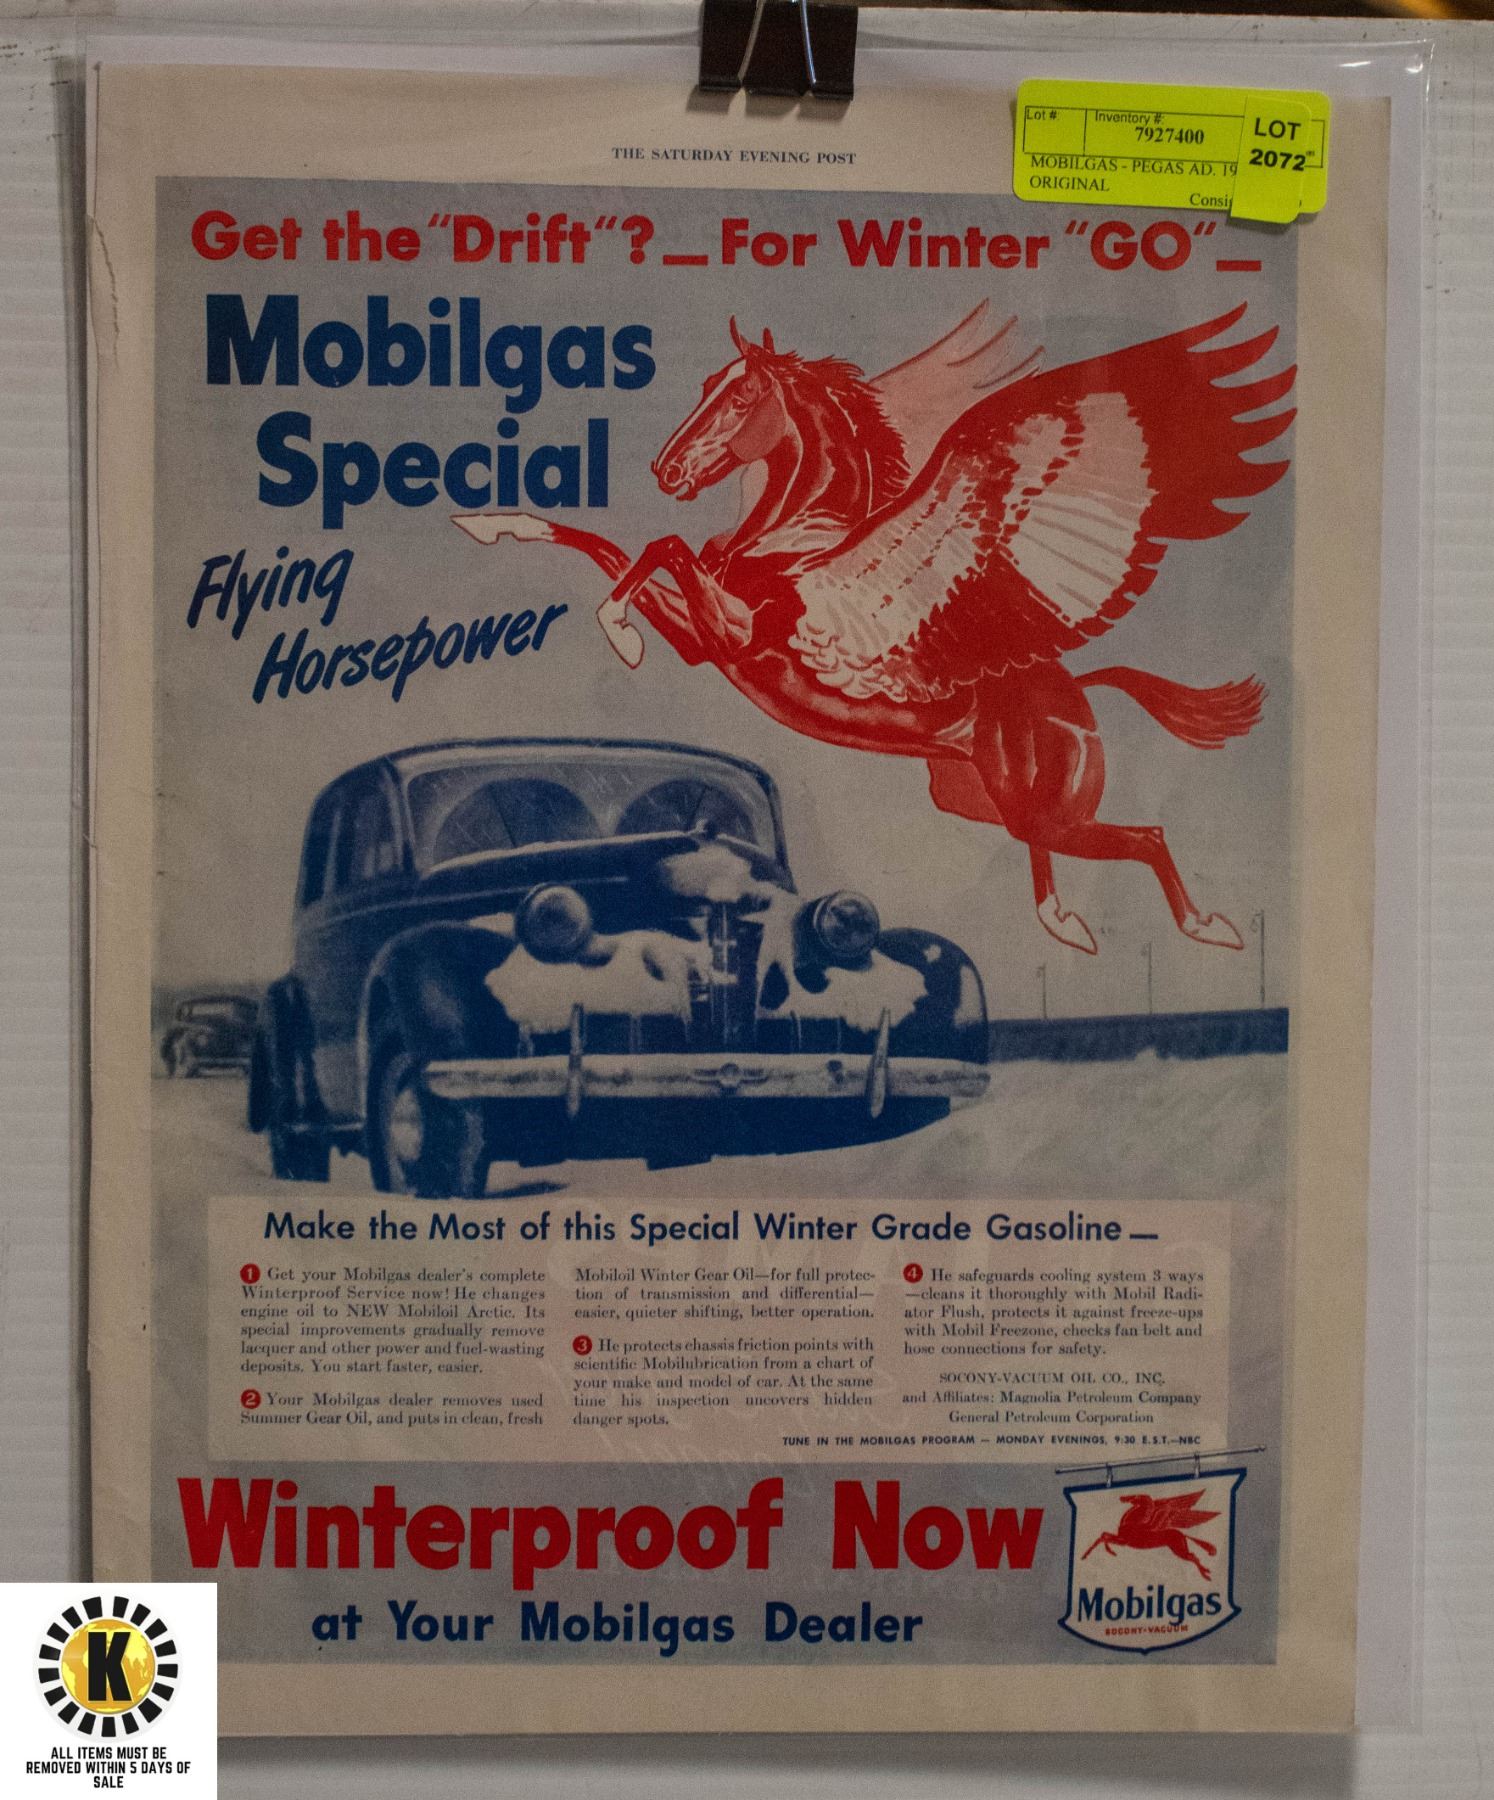 Lot #:
Inventory #:
7927400
LOT
2072
MOBILGAS - PEGAS AD. 19
ORIGINAL
THE SATURDAY EVENING POST
Get the “Drift“?—For Winter “GO“—
Mobilgas
Special
Flying
Horsepower
Make the Most of this Special Winter Grade Gasoline—
1 Get your Mobilgas dealer's complete
Winterproof Service now! He changes
engine oil to NEW Mobiloil Arctic. Its
special improvements gradually remove
lacquer and other power and fuel-wasting
deposits. You start faster, easier.
2 Your Mobilgas dealer removes used
Summer Gear Oil, and puts in clean, fresh
Mobiloil Winter Gear Oil—for full protec-
tion of transmission and differential—
easier, quieter shifting, better operation.
3 He protects chassis friction points with
scientific Mobilubrication from a chart of
your make and model of car. At the same
time his inspection uncovers hidden
danger spots.
4 He safeguards cooling system 3 ways
—cleans it thoroughly with Mobil Radi-
ator Flush, protects it against freeze-ups
with Mobil Freezone, checks fan belt and
hose connections for safety.
SOCONY-VACUUM OIL CO., INC.
and Affiliates: Magnolia Petroleum Company
General Petroleum Corporation
TUNE IN THE MOBILGAS PROGRAM — MONDAY EVENINGS, 9:30 E.S.T.—NBC
Winterproof Now
at Your Mobilgas Dealer
Mobilgas
SOCONY-VACUUM
K
ALL ITEMS MUST BE
REMOVED WITHIN 5 DAYS OF
SALE